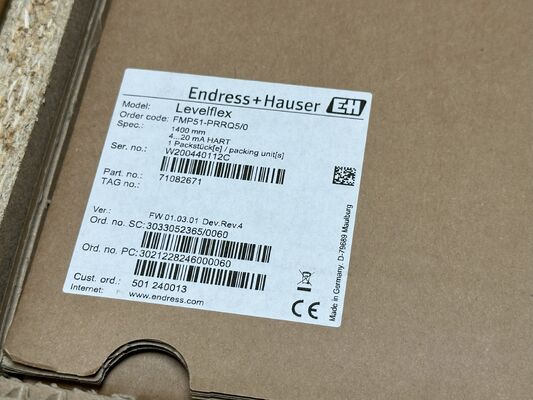 Endress+Hauser EH
Model: Levelflex
Order code: FMP51-PRRQ5/0
Spec.: 1400 mm
4...20 mA HART
1 Packstück[e] / packing unit[s]
Ser. no.: W200440112C
Part. no.: 71082671
TAG no.:
Ver.: FW 01.03.01 Dev.Rev.4
Ord. no. SC: 3033052365/0060
Ord. no. PC: 3021228246000060
Cust. ord.: 501 240013
Internet: www.endress.com
CE
Made in Germany. D-79689 Maulburg